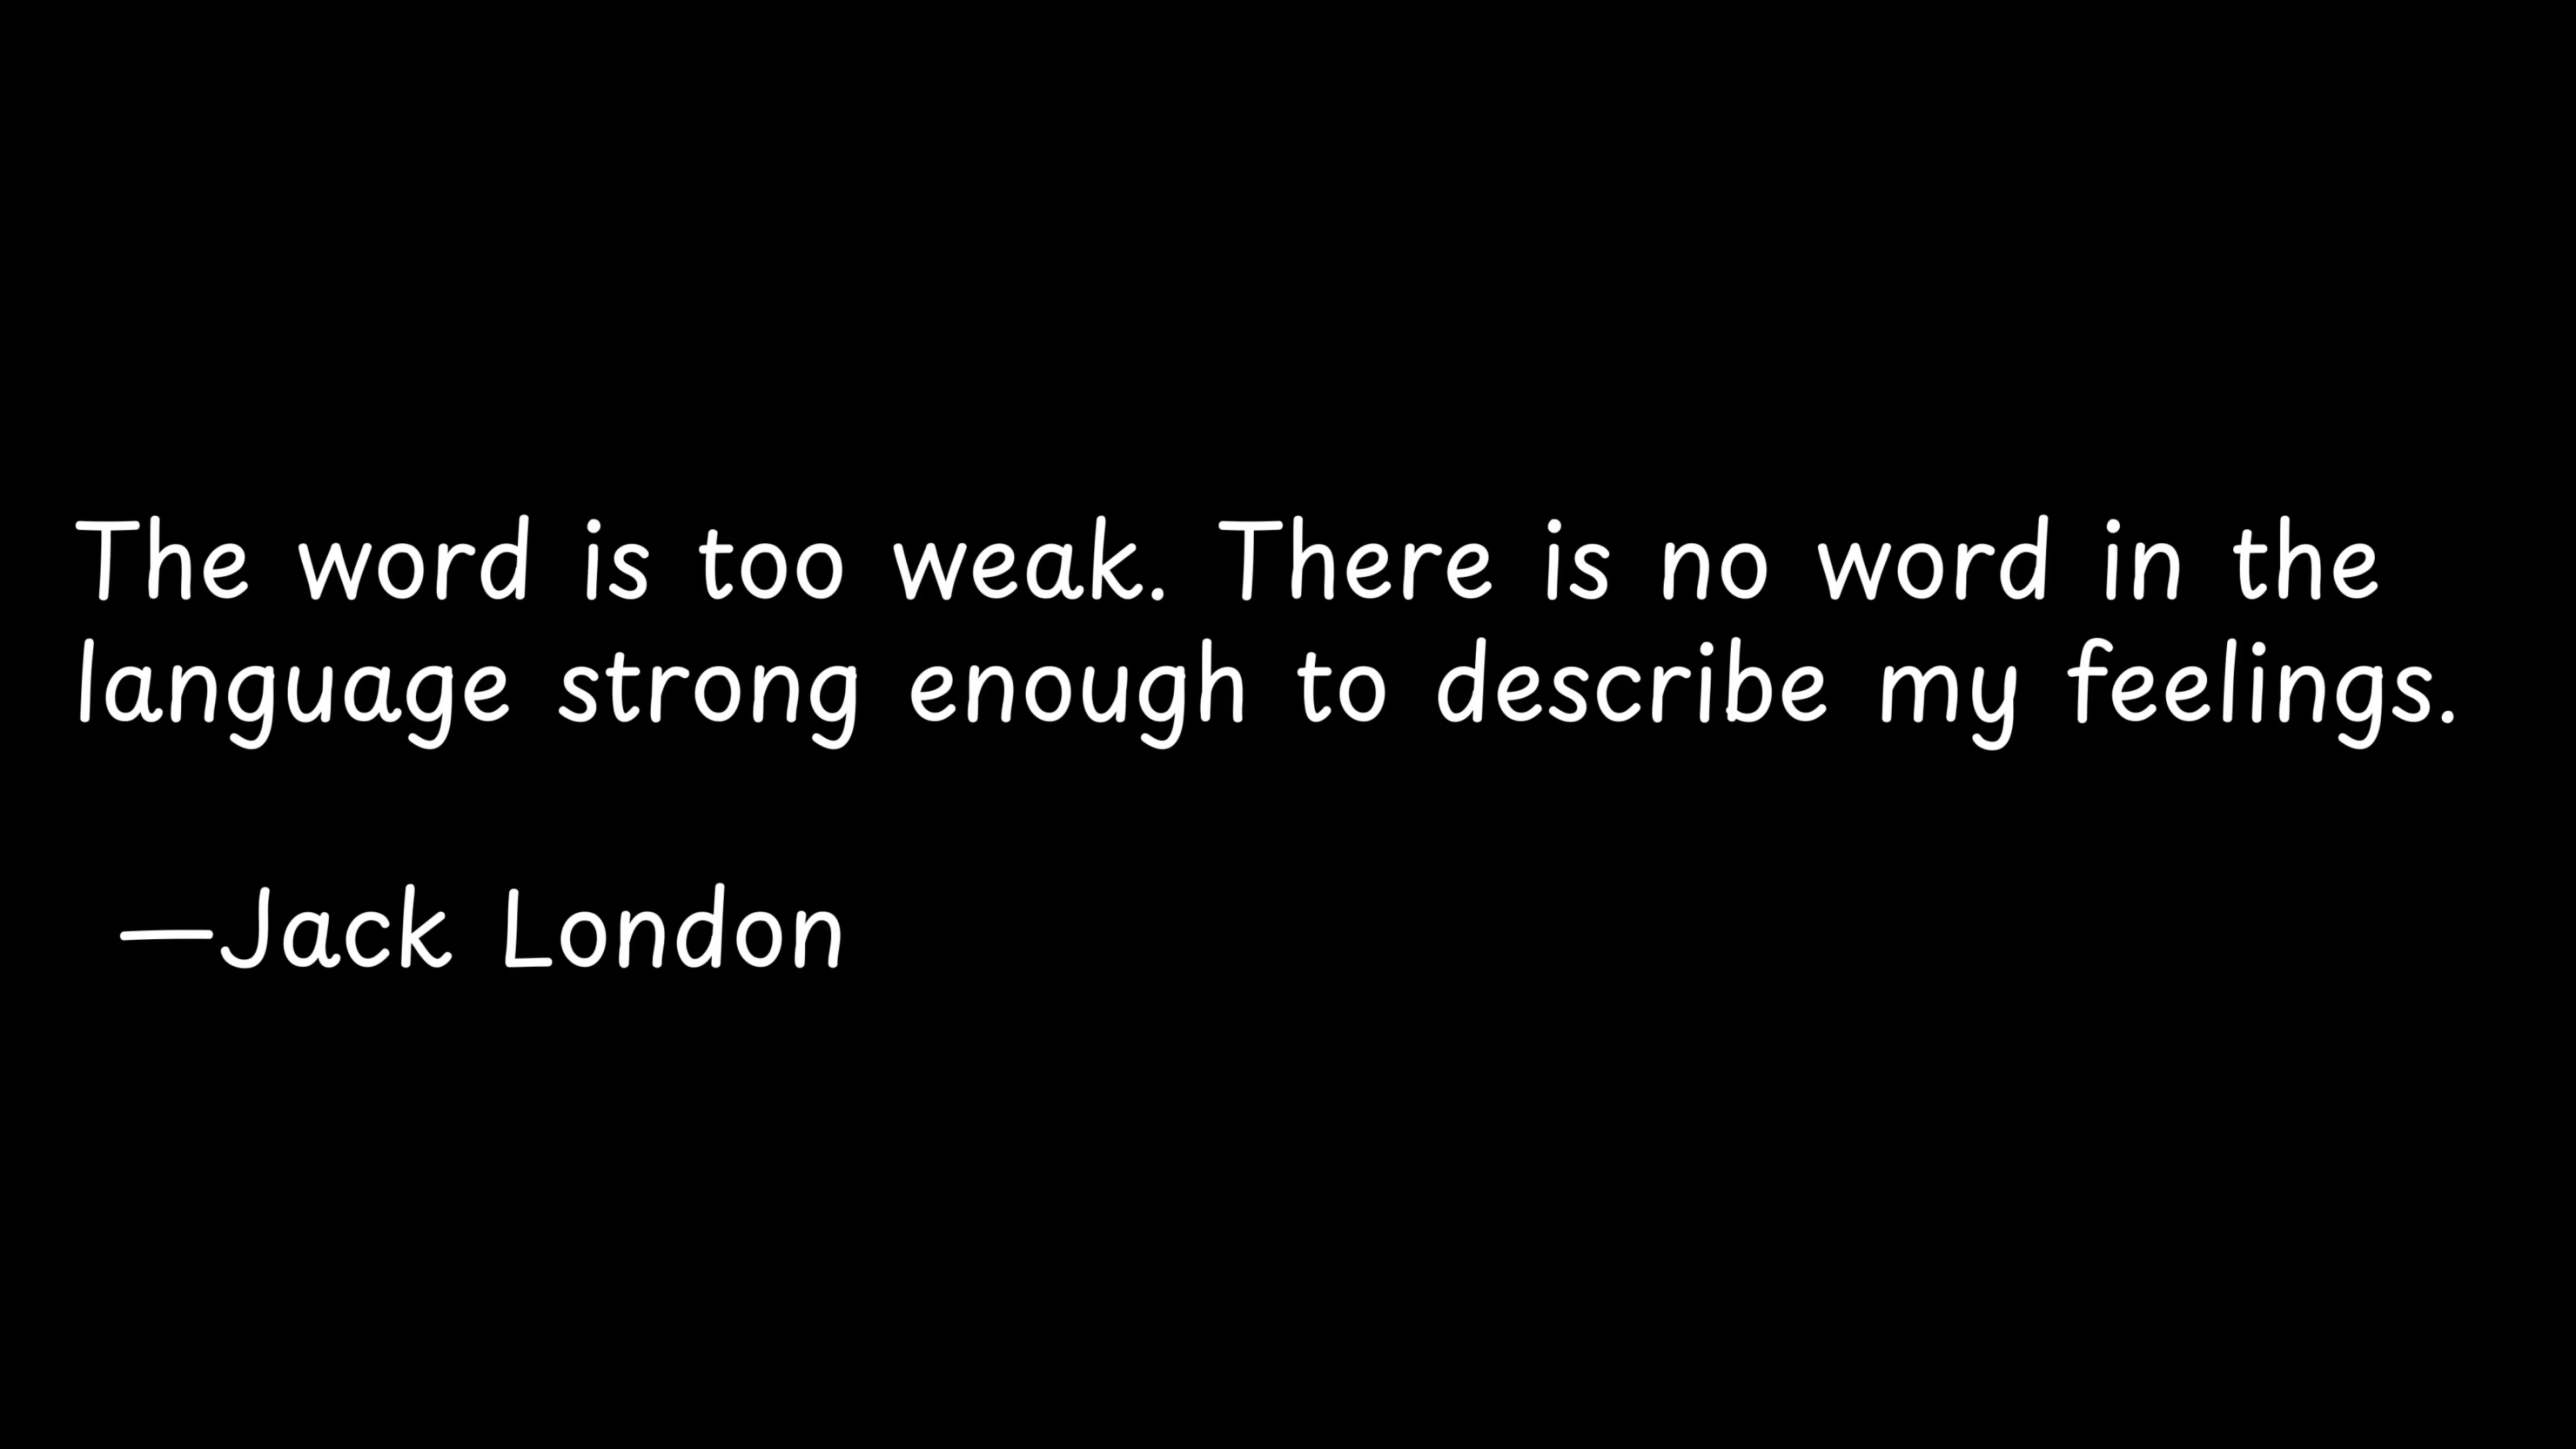 The word is too weak. There is no word in the
language strong enough to describe my feelings.
—Jack London